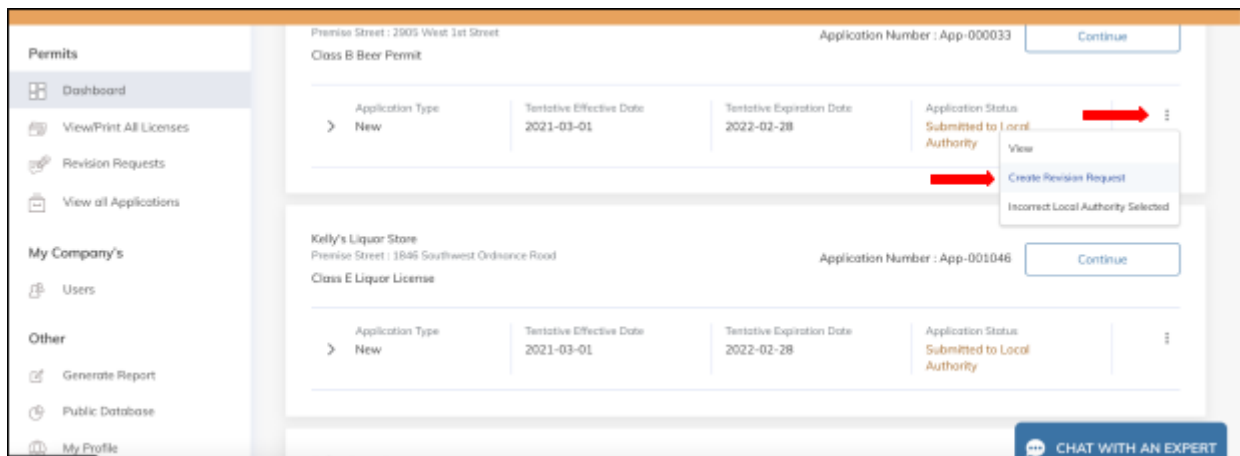 Permits
Dashboard
View/Print All Licenses
Revision Requests
View all Applications
My Company's
Users
Other
Generate Report
Public Database
My Profile
Premise Street : 2905 West 1st Street
Class B Beer Permit
Application Number : App-000033
Continue
Application Type
New
Tentative Effective Date
2021-03-01
Tentative Expiration Date
2022-02-28
Application Status
Submitted to Local
Authority
View
Create Revision Request
Incorrect Local Authority Selected
Kelly's Liquor Store
Premise Street : 1846 Southwest Ordnance Road
Class E Liquor License
Application Number : App-001046
Continue
Application Type
New
Tentative Effective Date
2021-03-01
Tentative Expiration Date
2022-02-28
Application Status
Submitted to Local
Authority
CHAT WITH AN EXPERT